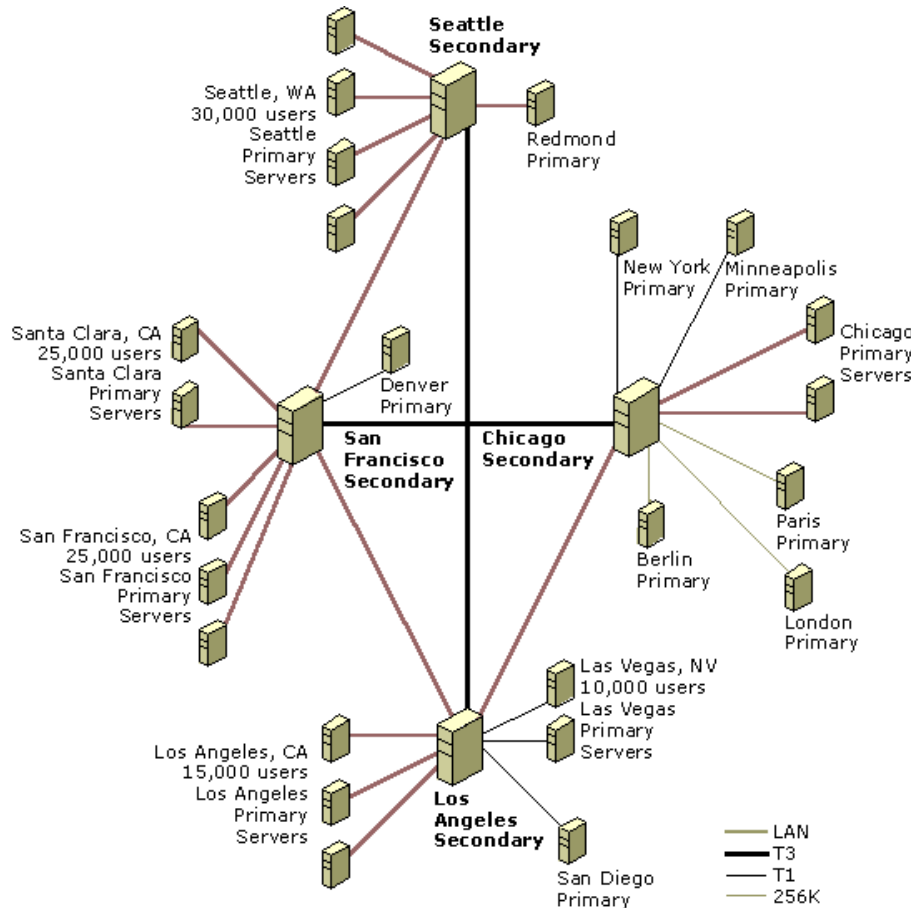 Seattle
Secondary
Seattle, WA
30,000 users
Seattle
Primary
Servers
Redmond
Primary
New York
Primary
Minneapolis
Primary
Santa Clara, CA
25,000 users
Santa Clara
Primary
Servers
Denver
Primary
Chicago
Primary
Servers
San
Francisco
Secondary
Chicago
Secondary
San Francisco, CA
25,000 users
San Francisco
Primary
Servers
Berlin
Primary
Paris
Primary
London
Primary
Las Vegas, NV
10,000 users
Las Vegas
Primary
Servers
Los Angeles, CA
15,000 users
Los Angeles
Primary
Servers
Los
Angeles
Secondary
San Diego
Primary
LAN
T3
T1
256K